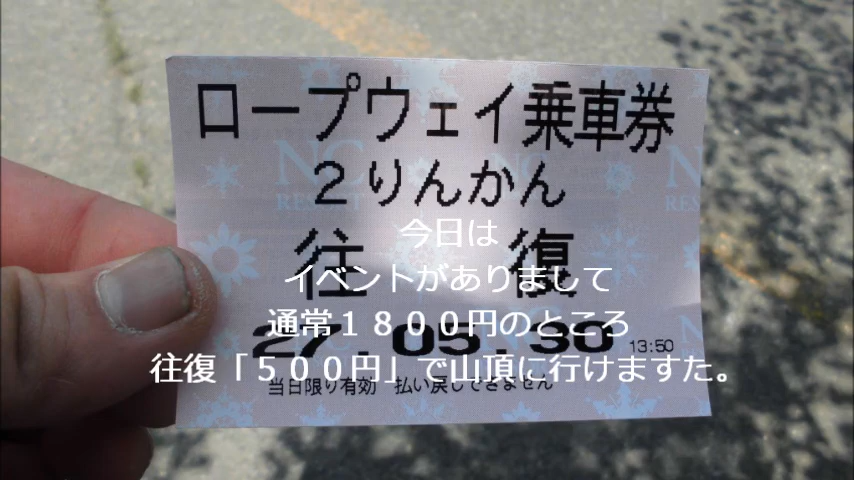 ロープウェイ乗車券
NC
RESORT
2りんかん
往 復
27.05.30 13:50
当日限り有効 払い戻しできません
今日は
イベントがありまして
通常1800円のところ
往復「500円」で山頂に行けますた。